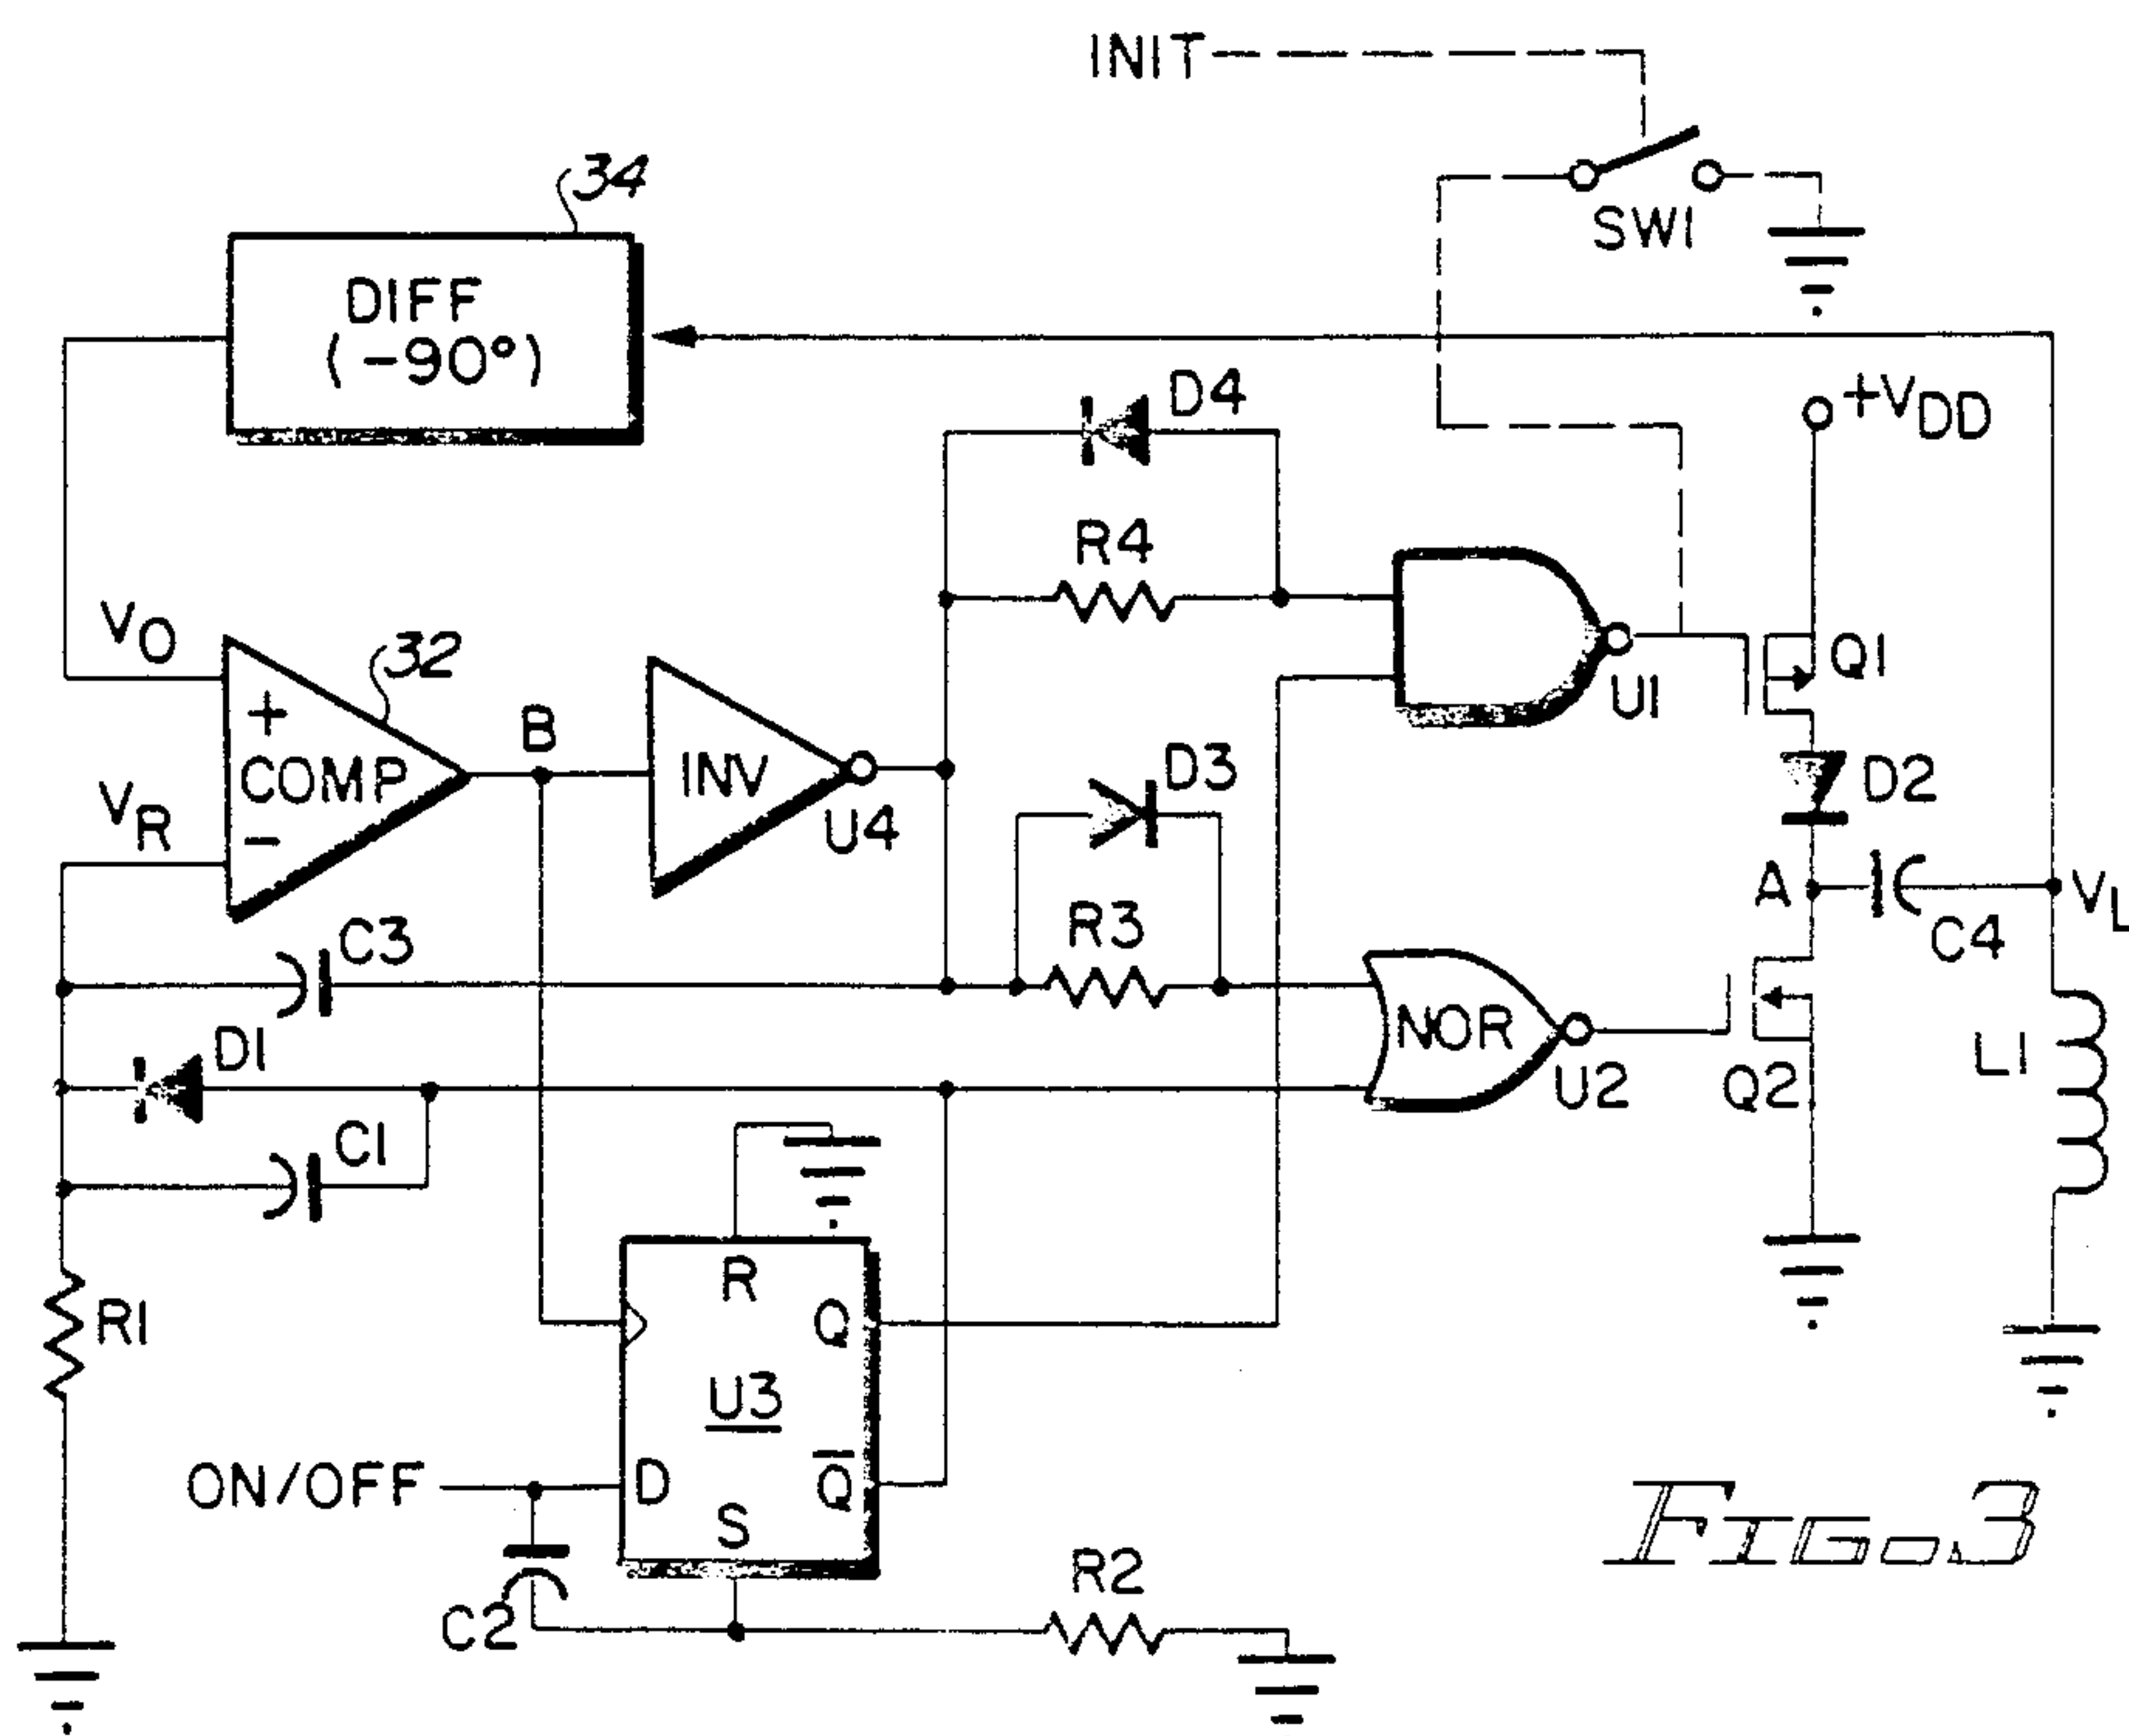 INIT
34
SW1
DIFF
(-90°)
D4
+VDD
R4
VO
32
Q1
U1
B
D3
+
COMP
-
INV
D2
VR
U4
A
VL
R3
C4
C3
NOR
D1
L1
U2
Q2
C1
R
R1
Q
U3
ON/OFF
D
Q̅
S
FIG. 3
R2
C2